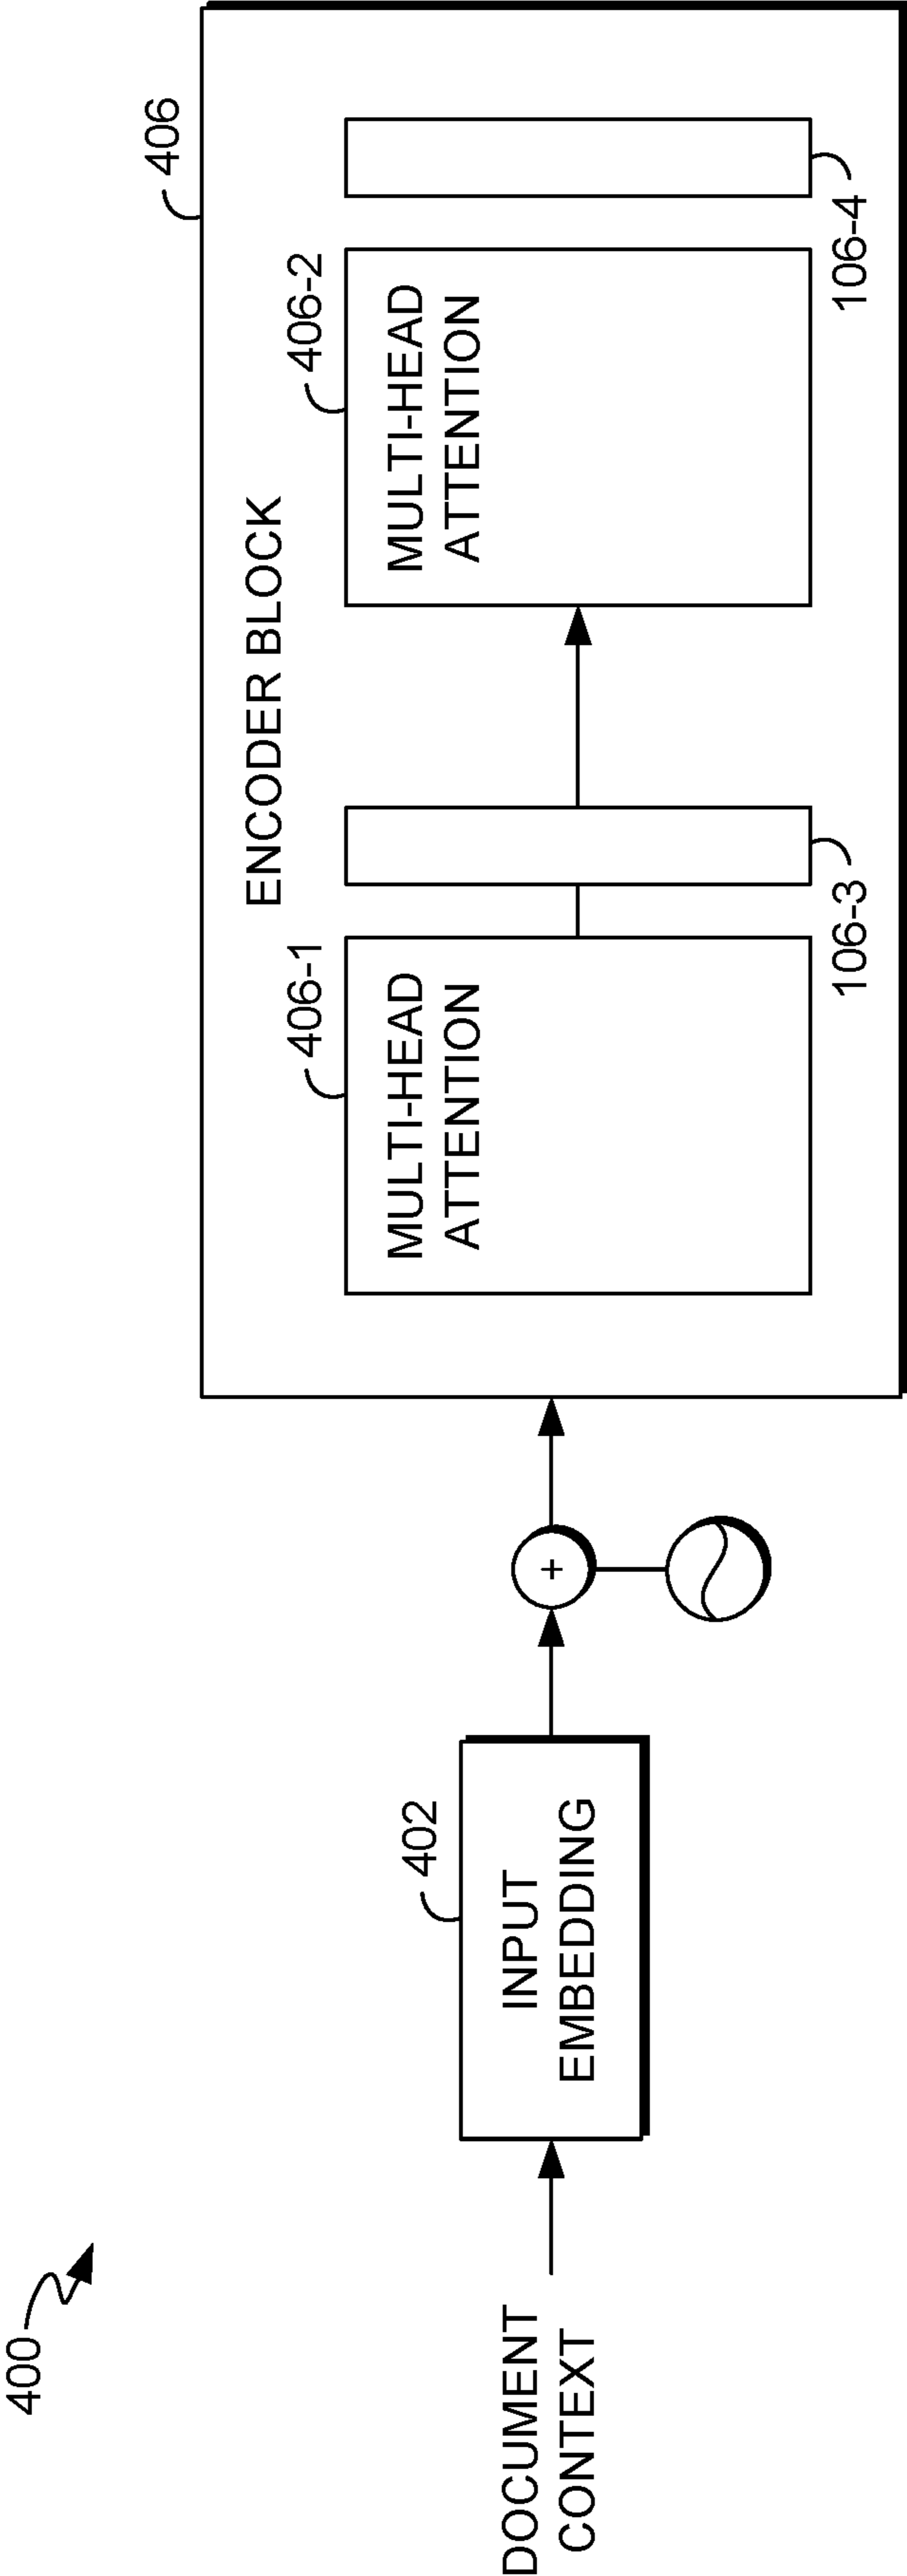 400
DOCUMENT
CONTEXT
402
INPUT
EMBEDDING
+
406
ENCODER BLOCK
406-1
MULTI-HEAD
ATTENTION
106-3
406-2
MULTI-HEAD
ATTENTION
106-4